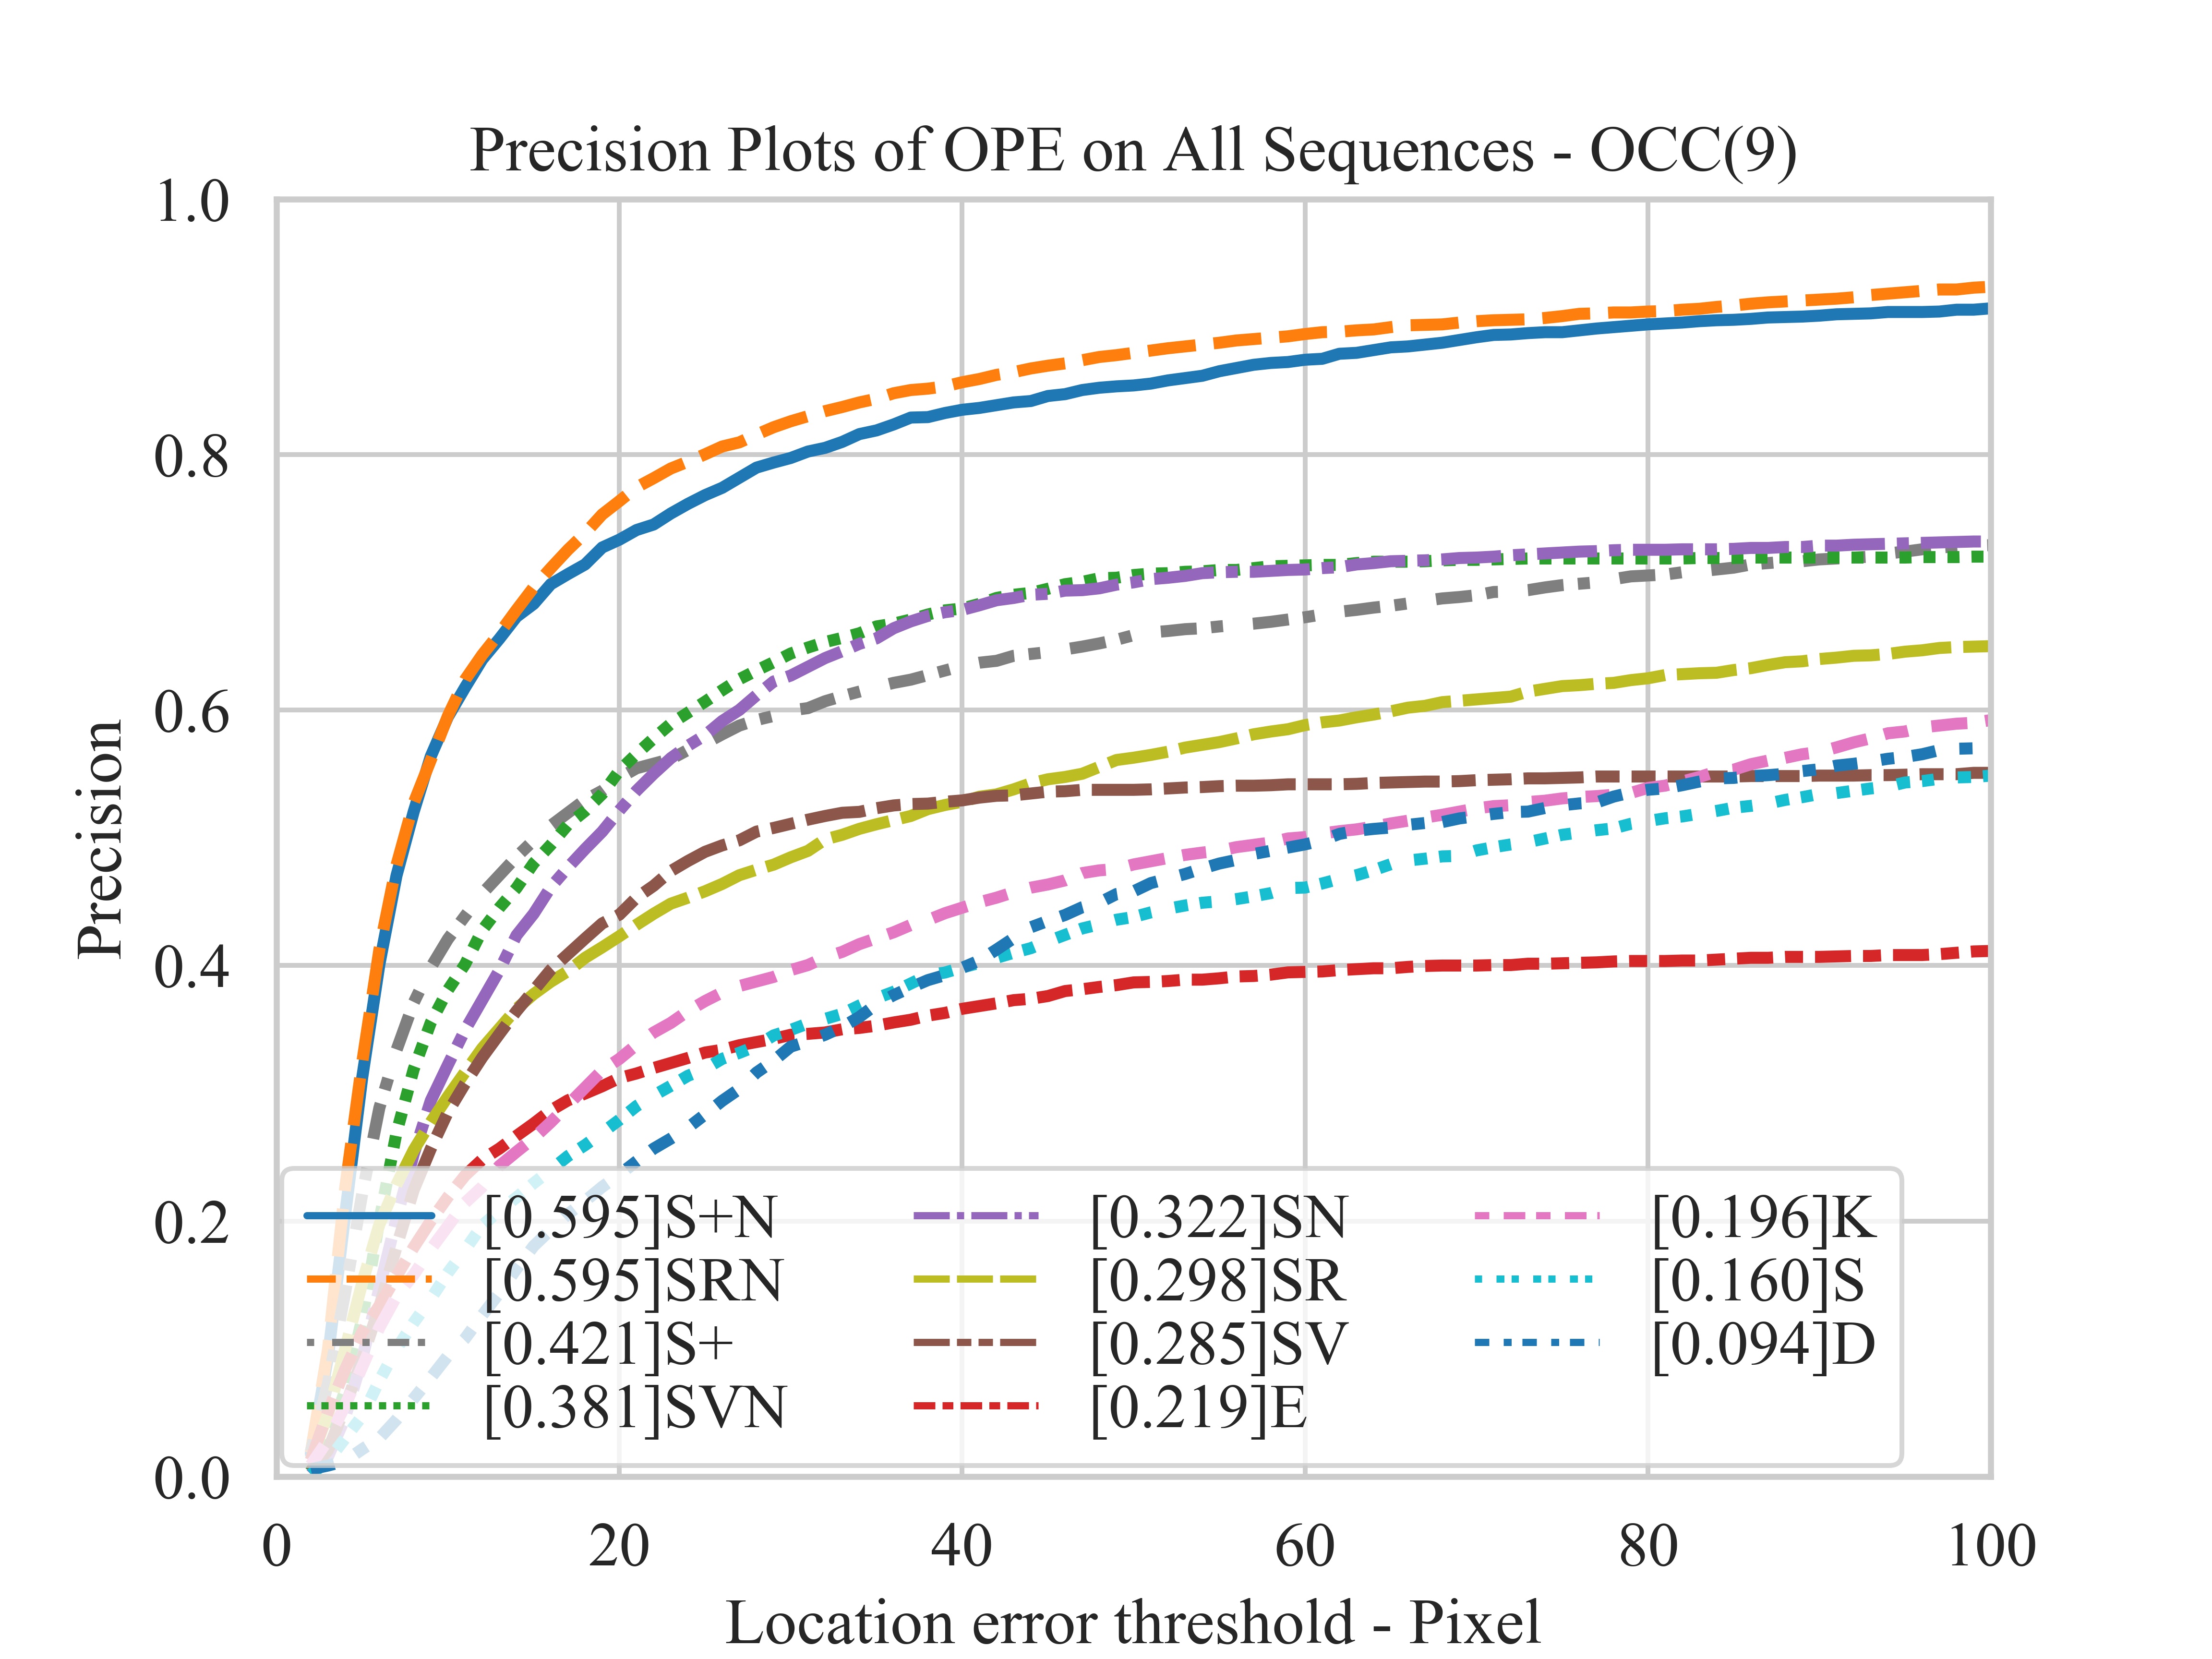 Precision Plots of OPE on All Sequences - OCC(9)
1.0
0.8
0.6
0.4
0.2
0.0
Precision
[0.595]S+N
[0.595]SRN
[0.421]S+
[0.381]SVN
[0.322]SN
[0.298]SR
[0.285]SV
[0.219]E
[0.196]K
[0.160]S
[0.094]D
0 20 40 60 80 100
Location error threshold - Pixel